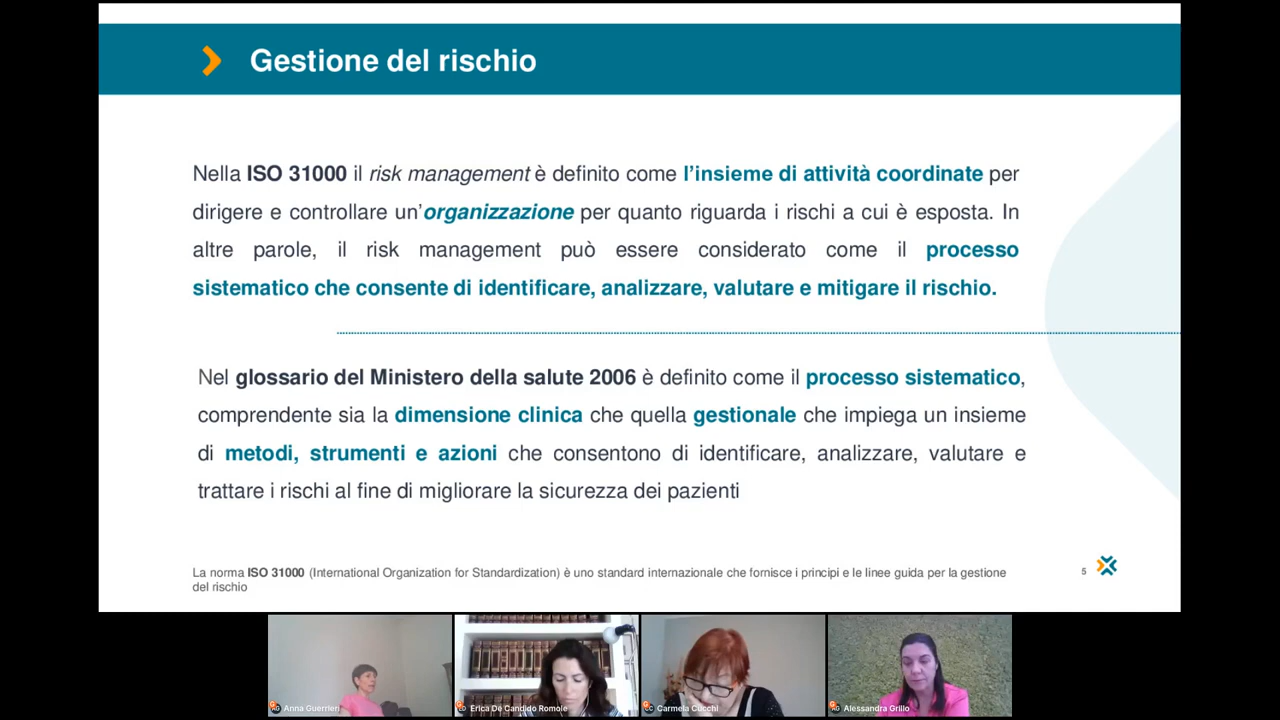 Gestione del rischio
Nella ISO 31000 il risk management è definito come l’insieme di attività coordinate per
dirigere e controllare un’organizzazione per quanto riguarda i rischi a cui è esposta. In
altre parole, il risk management può essere considerato come il processo
sistematico che consente di identificare, analizzare, valutare e mitigare il rischio.
Nel glossario del Ministero della salute 2006 è definito come il processo sistematico,
comprendente sia la dimensione clinica che quella gestionale che impiega un insieme
di metodi, strumenti e azioni che consentono di identificare, analizzare, valutare e
trattare i rischi al fine di migliorare la sicurezza dei pazienti
La norma ISO 31000 (International Organization for Standardization) è uno standard internazionale che fornisce i principi e le linee guida per la gestione
del rischio
5
Anna Guerrieri
Erica De Candido Romole
Carmela Cucchi
Alessandra Grillo